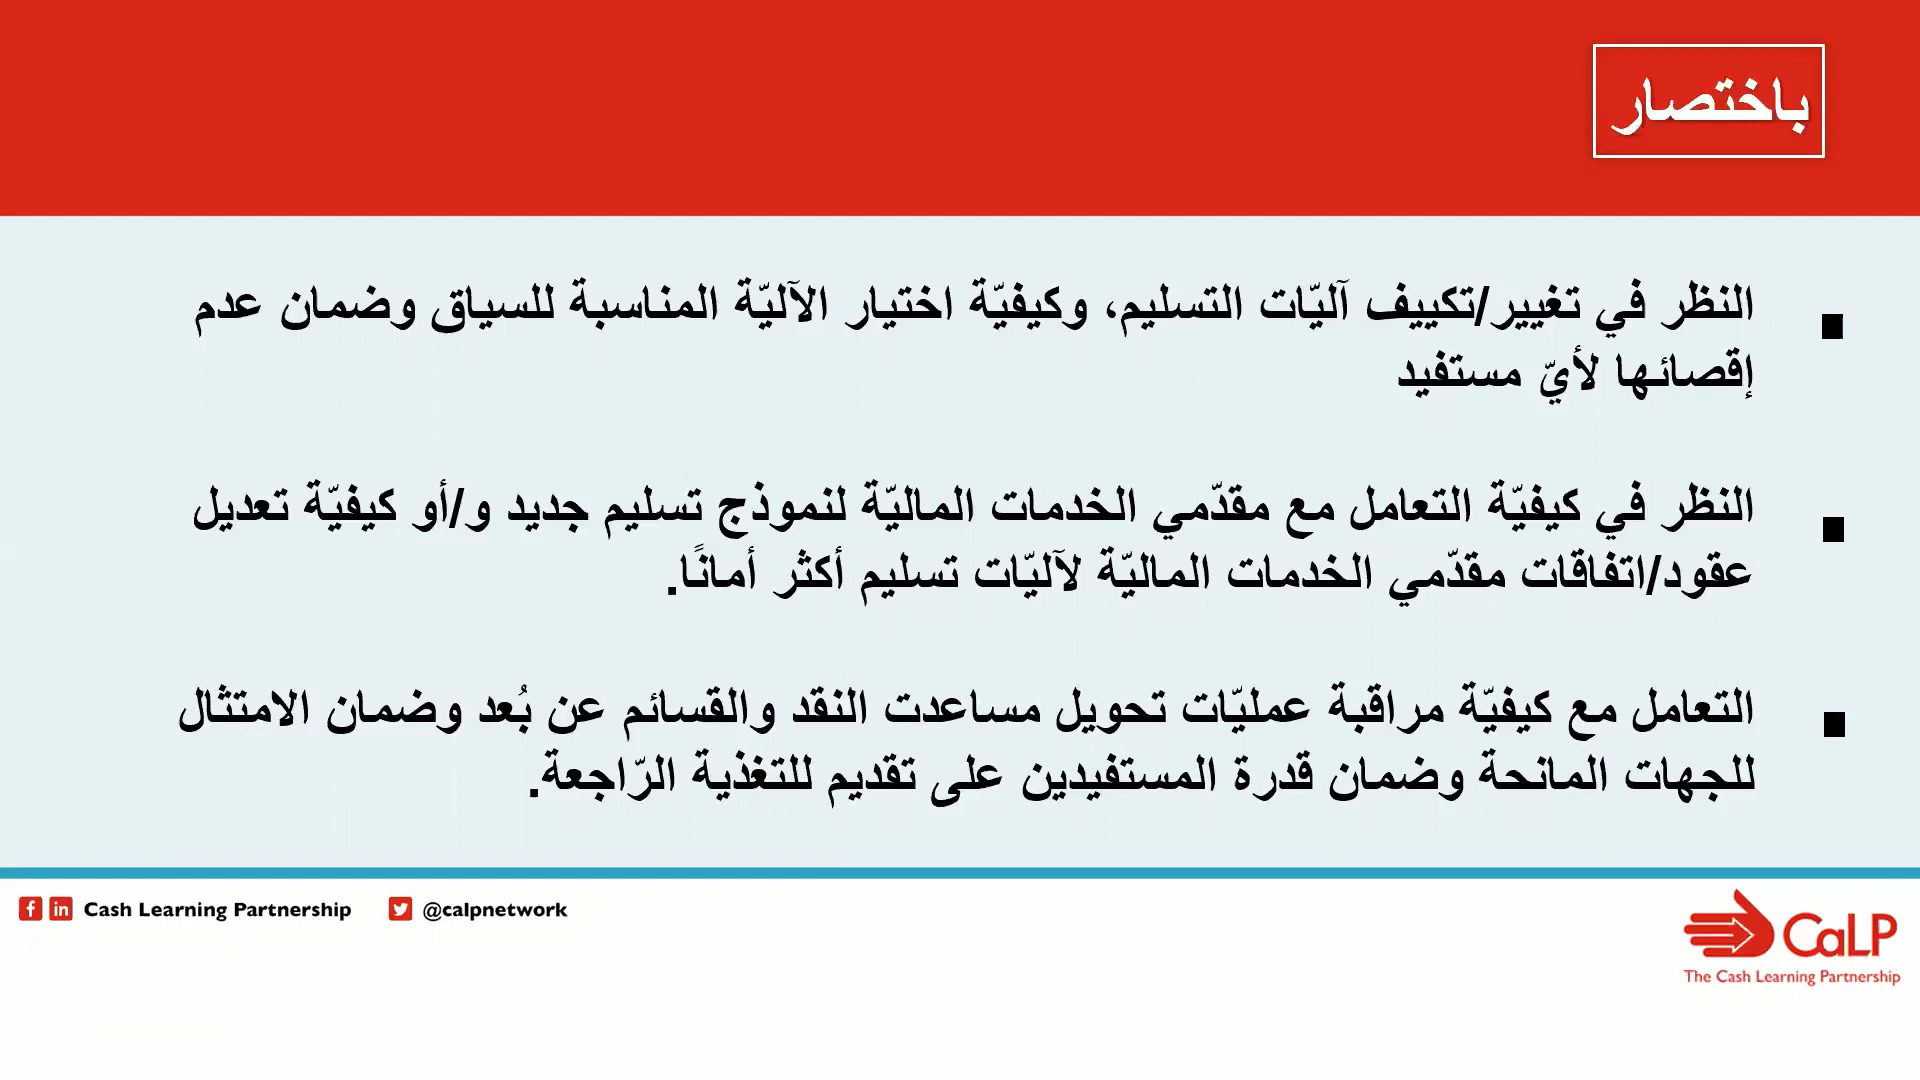 باختصار
النظر في تغيير/تكييف آليّات التسليم، وكيفيّة اختيار الآليّة المناسبة للسياق وضمان عدم
إقصائها لأيّ مستفيد
النظر في كيفيّة التعامل مع مقدّمي الخدمات الماليّة لنموذج تسليم جديد و/أو كيفيّة تعديل
عقود/اتفاقات مقدّمي الخدمات الماليّة لآليّات تسليم أكثر أمانًا.
التعامل مع كيفيّة مراقبة عمليّات تحويل مساعدت النقد والقسائم عن بُعد وضمان الامتثال
للجهات المانحة وضمان قدرة المستفيدين على تقديم للتغذية الرّاجعة.
Cash Learning Partnership @calpnetwork
CaLP
The Cash Learning Partnership